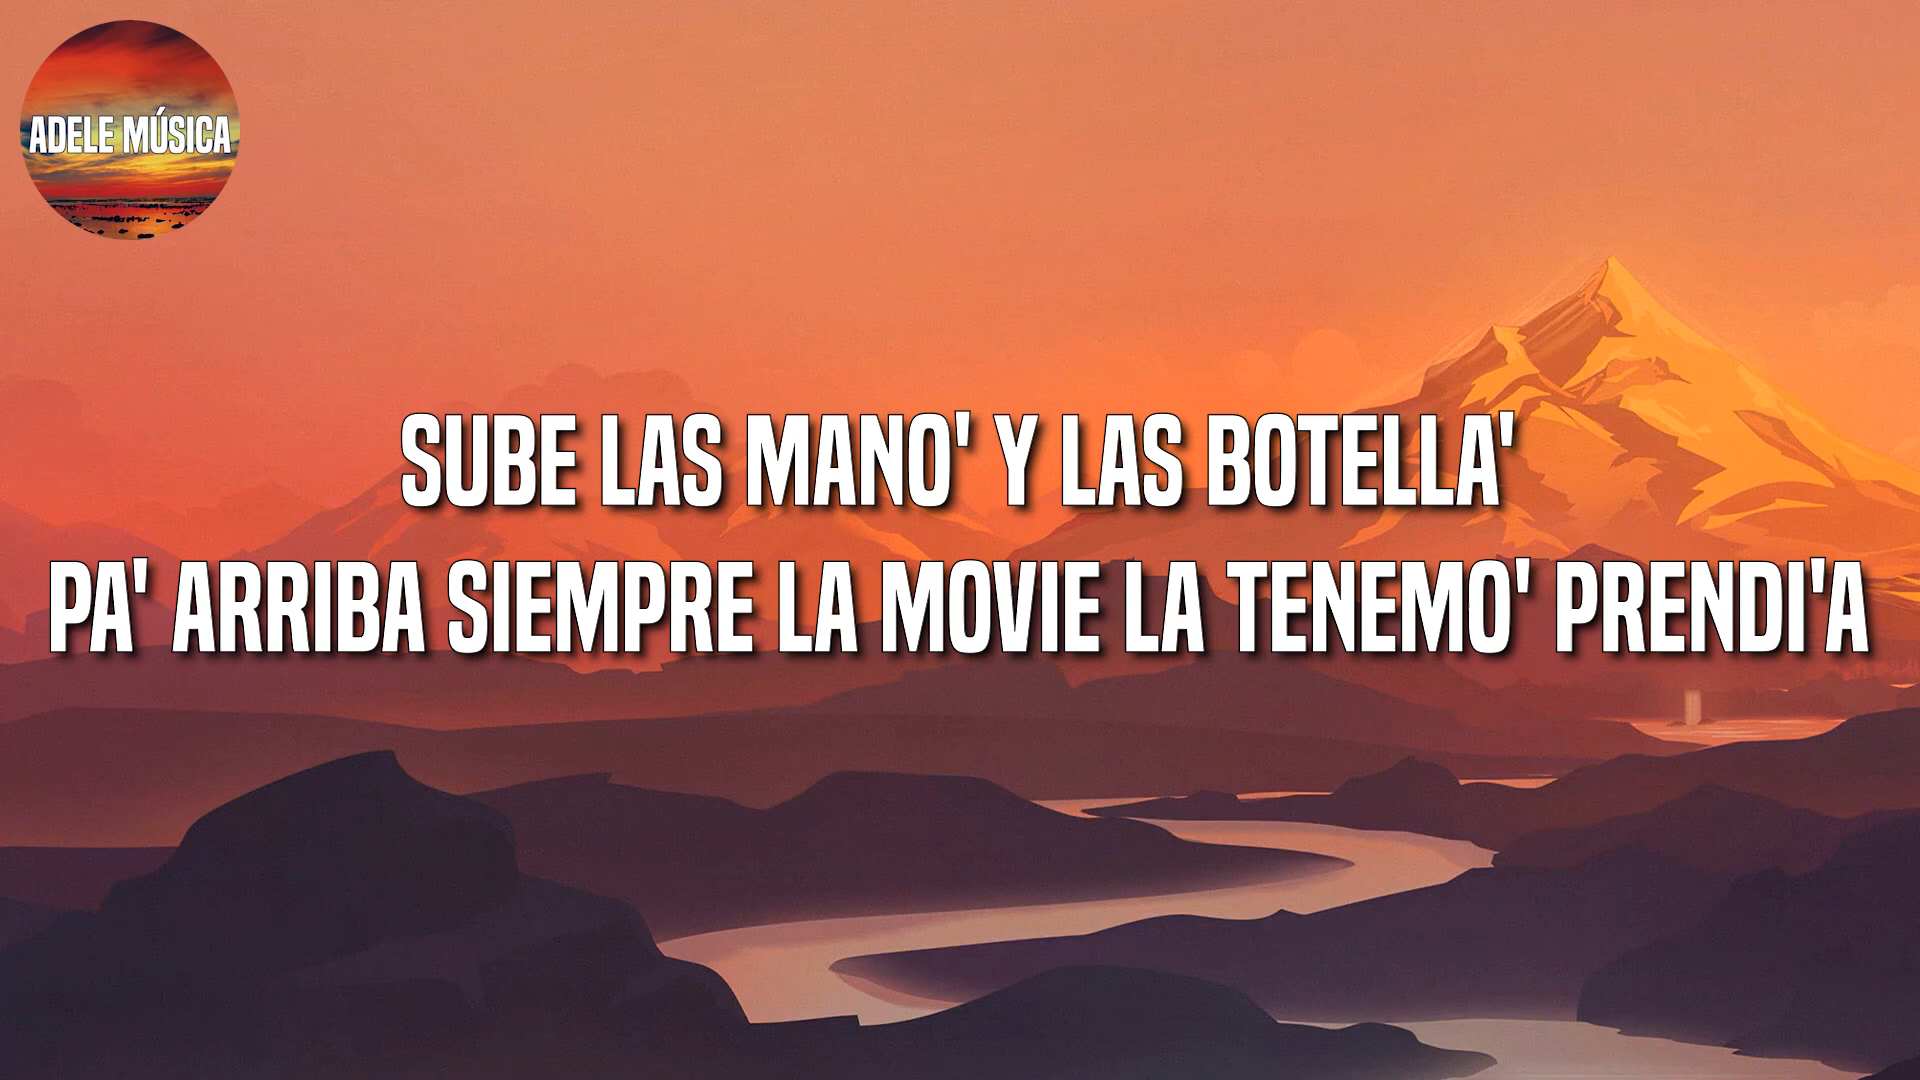 ADELE MÚSICA
SUBE LAS MANO' Y LAS BOTELLA'
PA' ARRIBA SIEMPRE LA MOVIE LA TENEMO' PRENDI'A